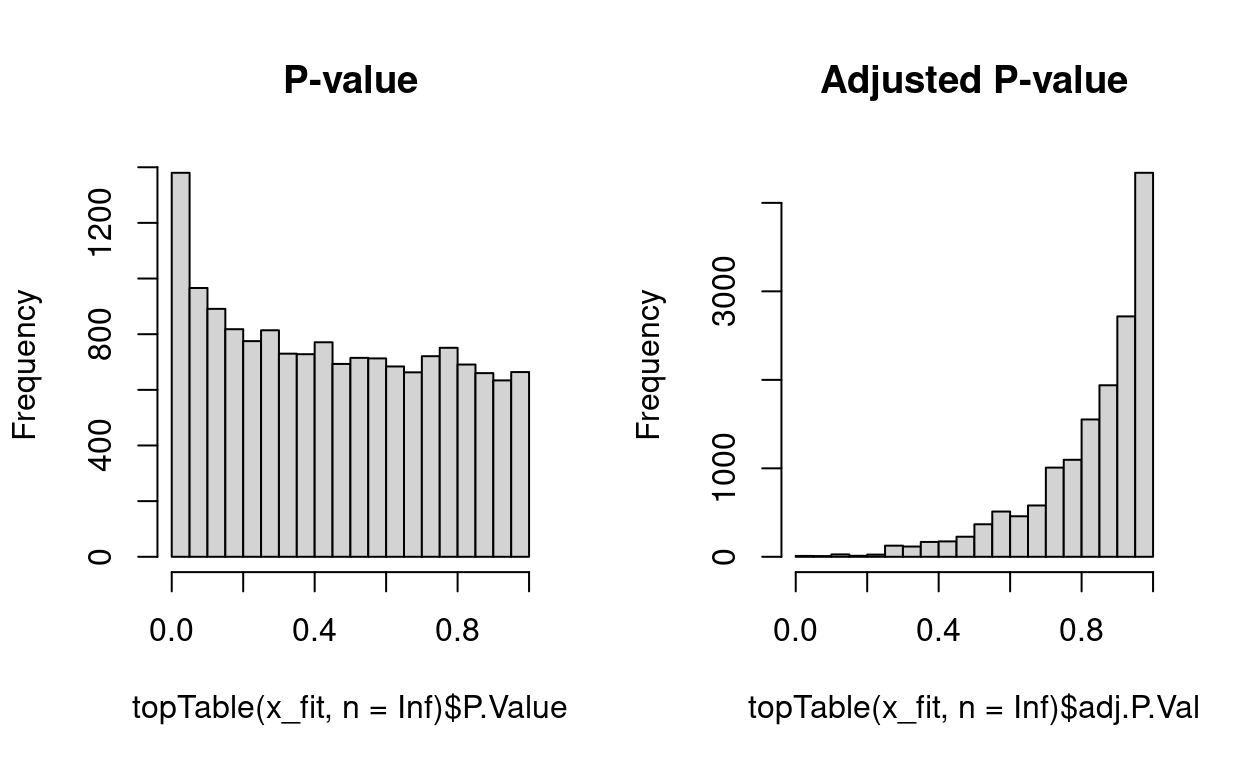 P-value
Frequency
0
400
800
1200
0.0
0.4
0.8
topTable(x_fit, n = Inf)$P.Value
Adjusted P-value
Frequency
0
1000
3000
0.0
0.4
0.8
topTable(x_fit, n = Inf)$adj.P.Val